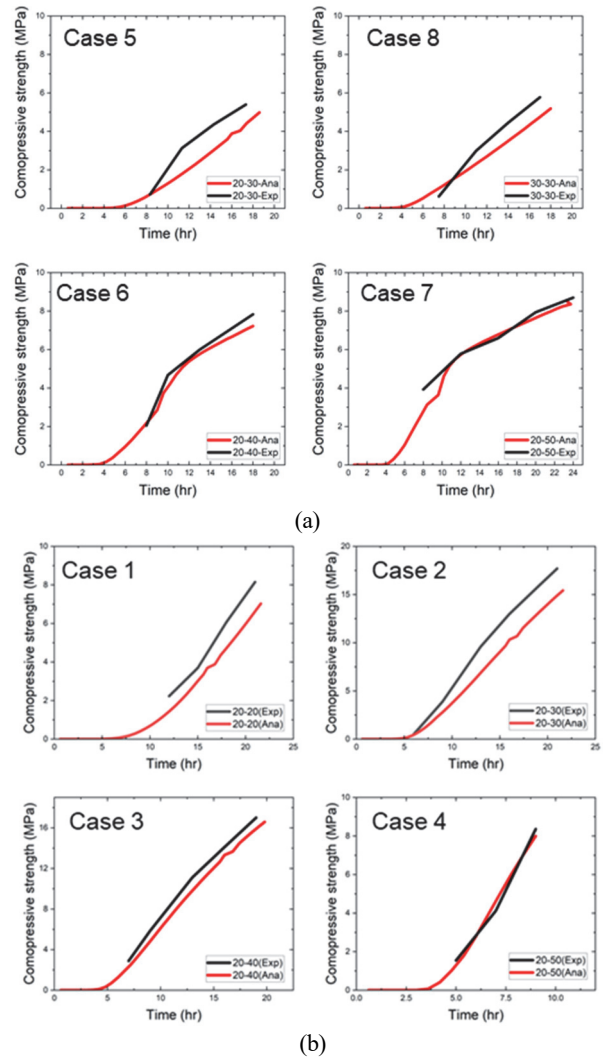 Case 5
Comopressive strength (MPa)
10
8
6
4
2
0
0 2 4 6 8 10 12 14 16 18 20
Time (hr)
20-30-Ana
20-30-Exp
Case 8
Comopressive strength (MPa)
8
6
4
2
0
0 2 4 6 8 10 12 14 16 18 20
Time (hr)
30-30-Ana
30-30-Exp
Case 6
Comopressive strength (MPa)
10
8
6
4
2
0
0 2 4 6 8 10 12 14 16 18 20
Time (hr)
20-40-Ana
20-40-Exp
Case 7
Comopressive strength (MPa)
10
8
6
4
2
0
0 2 4 6 8 10 12 14 16 18 20 22 24
Time (hr)
20-50-Ana
20-50-Exp
(a)
Case 1
Comopressive strength (MPa)
10
8
6
4
2
0
0 5 10 15 20 25
Time (hr)
20-20(Exp)
20-20(Ana)
Case 2
Comopressive strength (MPa)
20
15
10
5
0
0 5 10 15 20 25
Time (hr)
20-30(Exp)
20-30(Ana)
Case 3
Comopressive strength (MPa)
16
12
8
4
0
0 5 10 15 20
Time (hr)
20-40(Exp)
20-40(Ana)
Case 4
Comopressive strength (MPa)
10
8
6
4
2
0
0.0 2.5 5.0 7.5 10.0
Time (hr)
20-50(Exp)
20-50(Ana)
(b)